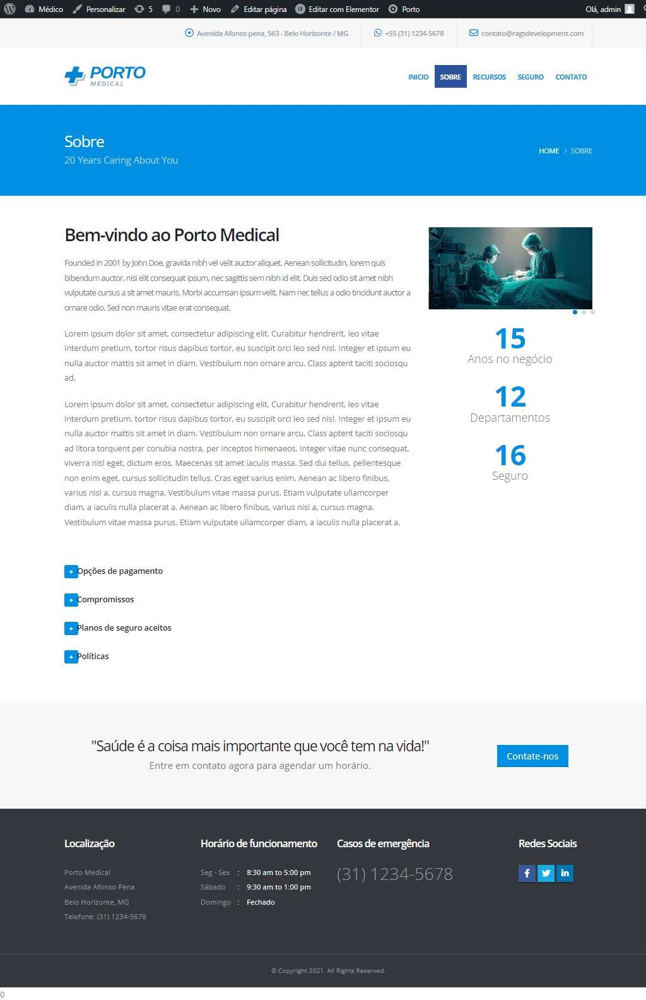 Médico Personalizar 5 0 Novo Editar página Editar com Elementor Porto Olá, admin
Avenida Afonso pena, 563 - Belo Horizonte / MG +55 (31) 1234-5678 contato@ragsdevelopment.com
PORTO
MEDICAL
INICIO SOBRE RECURSOS SEGURO CONTATO
Sobre
20 Years Caring About You
HOME > SOBRE
Bem-vindo ao Porto Medical
Founded in 2001 by John Doe, gravida nibh vel velit auctor aliquet. Aenean sollicitudin, lorem quis
bibendum auctor, nisi elit consequat ipsum, nec sagittis sem nibh id elit. Duis sed odio sit amet nibh
vulputate cursus a sit amet mauris. Morbi accumsan ipsum velit. Nam nec tellus a odio tincidunt auctor a
ornare odio. Sed non mauris vitae erat consequat.
Lorem ipsum dolor sit amet, consectetur adipiscing elit. Curabitur hendrerit, leo vitae
interdum pretium, tortor risus dapibus tortor, eu suscipit orci leo sed nisl. Integer et ipsum eu
nulla auctor mattis sit amet in diam. Vestibulum non ornare arcu. Class aptent taciti sociosqu
ad.
Lorem ipsum dolor sit amet, consectetur adipiscing elit. Curabitur hendrerit, leo vitae
interdum pretium, tortor risus dapibus tortor, eu suscipit orci leo sed nisl. Integer et ipsum eu
nulla auctor mattis sit amet in diam. Vestibulum non ornare arcu. Class aptent taciti sociosqu
ad litora torquent per conubia nostra, per inceptos himenaeos. Integer vitae nunc consequat,
viverra nisl eget, dictum eros. Maecenas sit amet iaculis massa. Sed dui tellus, pellentesque
non enim eget, cursus sollicitudin tellus. Cras eget varius enim. Aenean ac libero finibus,
varius nisi a, cursus magna. Vestibulum vitae massa purus. Etiam vulputate ullamcorper
diam, a iaculis nulla placerat a. Aenean ac libero finibus, varius nisi a, cursus magna.
Vestibulum vitae massa purus. Etiam vulputate ullamcorper diam, a iaculis nulla placerat a.
15
Anos no negócio
12
Departamentos
16
Seguro
+ Opções de pagamento
+ Compromissos
+ Planos de seguro aceitos
+ Políticas
"Saúde é a coisa mais importante que você tem na vida!"
Entre em contato agora para agendar um horário.
Contate-nos
Localização
Porto Medical
Avenida Afonso Pena
Belo Horizonte, MG
Telefone: (31) 1234-5678
Horário de funcionamento
Seg - Sex : 8:30 am to 5:00 pm
Sábado : 9:30 am to 1:00 pm
Domingo : Fechado
Casos de emergência
(31) 1234-5678
Redes Sociais
© Copyright 2021. All Rights Reserved.
0